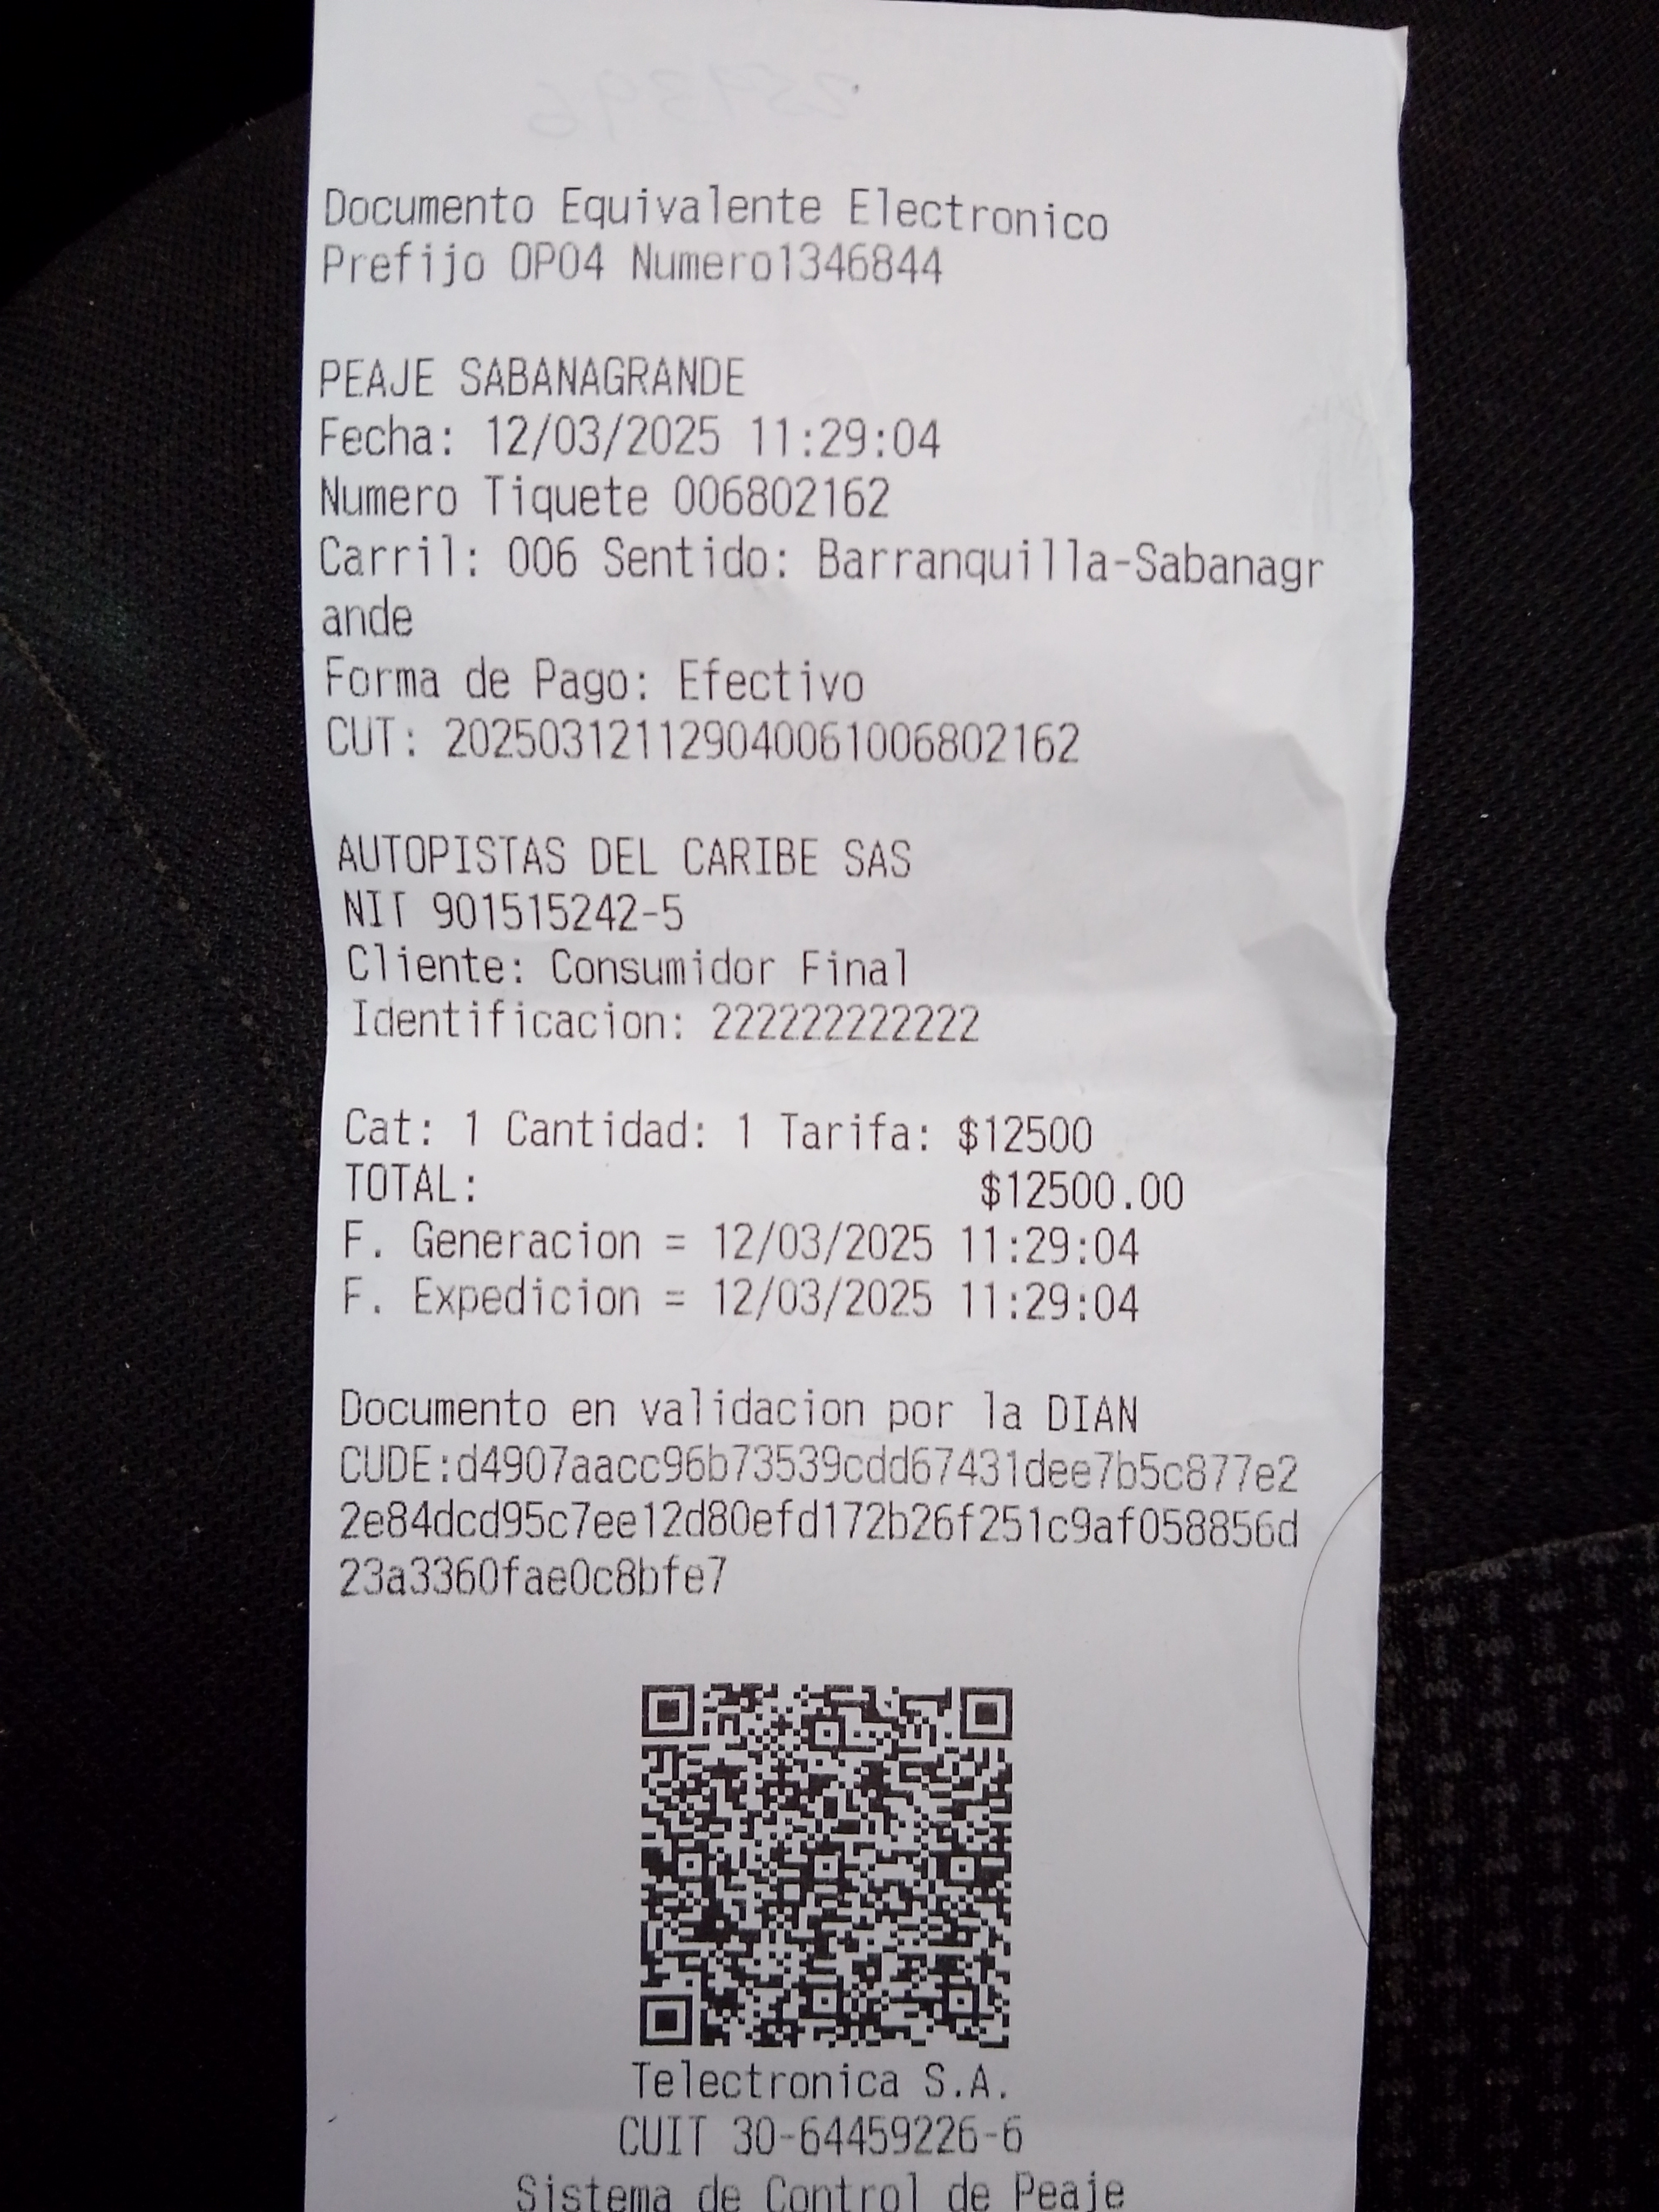 Documento Equivalente Electronico
Prefijo OP04 Numero1346844
PEAJE SABANAGRANDE
Fecha: 12/03/2025 11:29:04
Numero Tiquete 006802162
Carril: 006 Sentido: Barranquilla-Sabanagr
ande
Forma de Pago: Efectivo
CUT: 202503121129040061006802162
AUTOPISTAS DEL CARIBE SAS
NIT 901515242-5
Cliente: Consumidor Final
Identificacion: 222222222222
Cat: 1 Cantidad: 1 Tarifa: $12500
TOTAL: $12500.00
F. Generacion = 12/03/2025 11:29:04
F. Expedicion = 12/03/2025 11:29:04
Documento en validacion por la DIAN
CUDE:d4907aacc96b73539cdd67431dee7b5c877e2
2e84dcd95c7ee12d80efd172b26f251c9af058856d
23a3360fae0c8bfe7
Telectronica S.A.
CUIT 30-64459226-6
Sistema de Control de Peaje